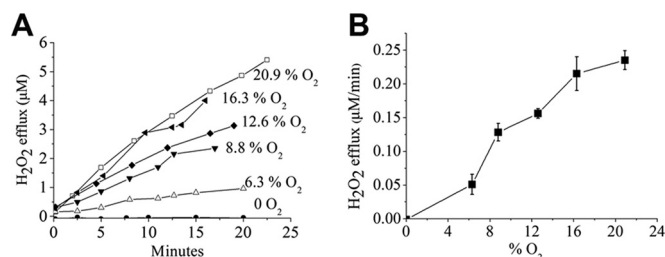 A
H₂O₂ efflux (μM)
6
5
4
3
2
1
0
20.9 % O₂
16.3 % O₂
12.6 % O₂
8.8 % O₂
6.3 % O₂
0 O₂
0 5 10 15 20 25
Minutes
B
H₂O₂ efflux (μM/min)
0.25
0.20
0.15
0.10
0.05
0.00
0 4 8 12 16 20 24
% O₂